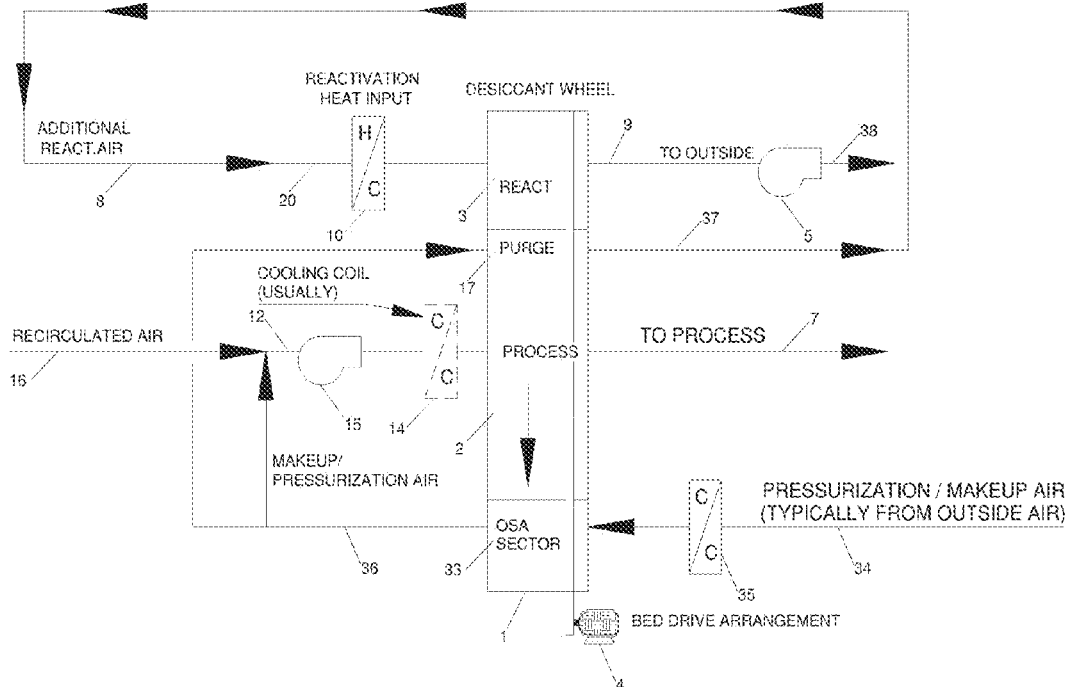 REACTIVATION
HEAT INPUT
DESICCANT WHEEL
ADDITIONAL
REACT.AIR
H
C
9
TO OUTSIDE
38
8
20
10
REACT
3
5
PURGE
37
17
COOLING COIL
(USUALLY)
12
C
C
RECIRCULATED AIR
16
15
14
PROCESS
TO PROCESS
7
2
MAKEUP/
PRESSURIZATION AIR
C
C
PRESSURIZATION / MAKEUP AIR
(TYPICALLY FROM OUTSIDE AIR)
OSA
SECTOR
36
33
35
34
1
BED DRIVE ARRANGEMENT
4